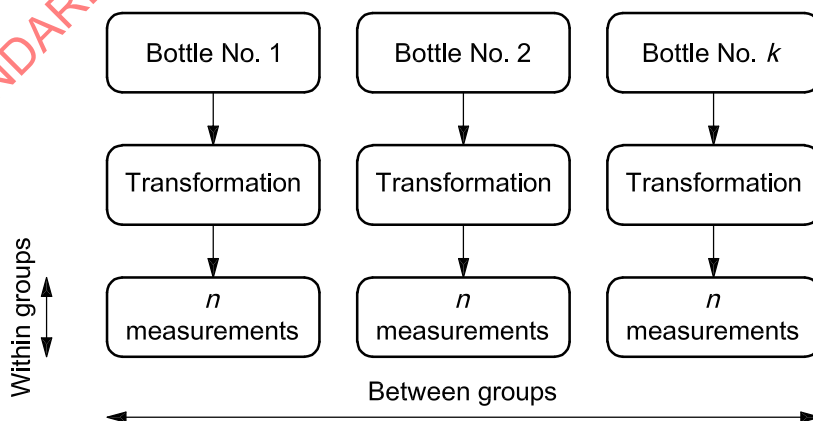 Bottle No. 1
Bottle No. 2
Bottle No. k
Transformation
Transformation
Transformation
Within groups
n
measurements
n
measurements
n
measurements
Between groups